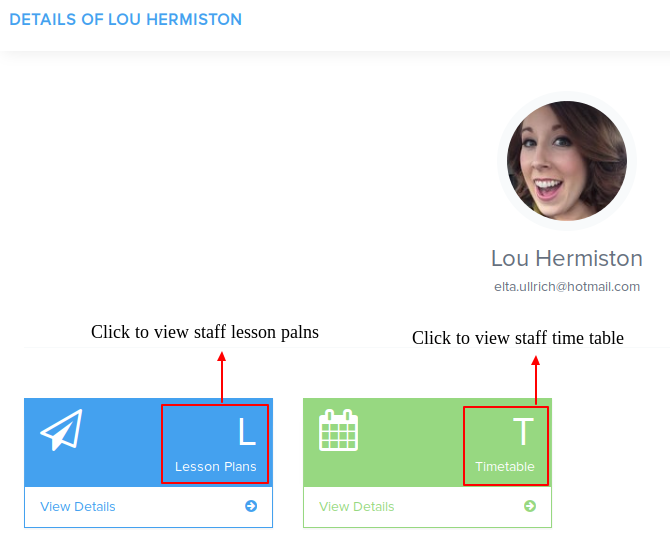 DETAILS OF LOU HERMISTON
Lou Hermiston
elta.ullrich@hotmail.com
Click to view staff lesson palns
Click to view staff time table
L
Lesson Plans
View Details
T
Timetable
View Details